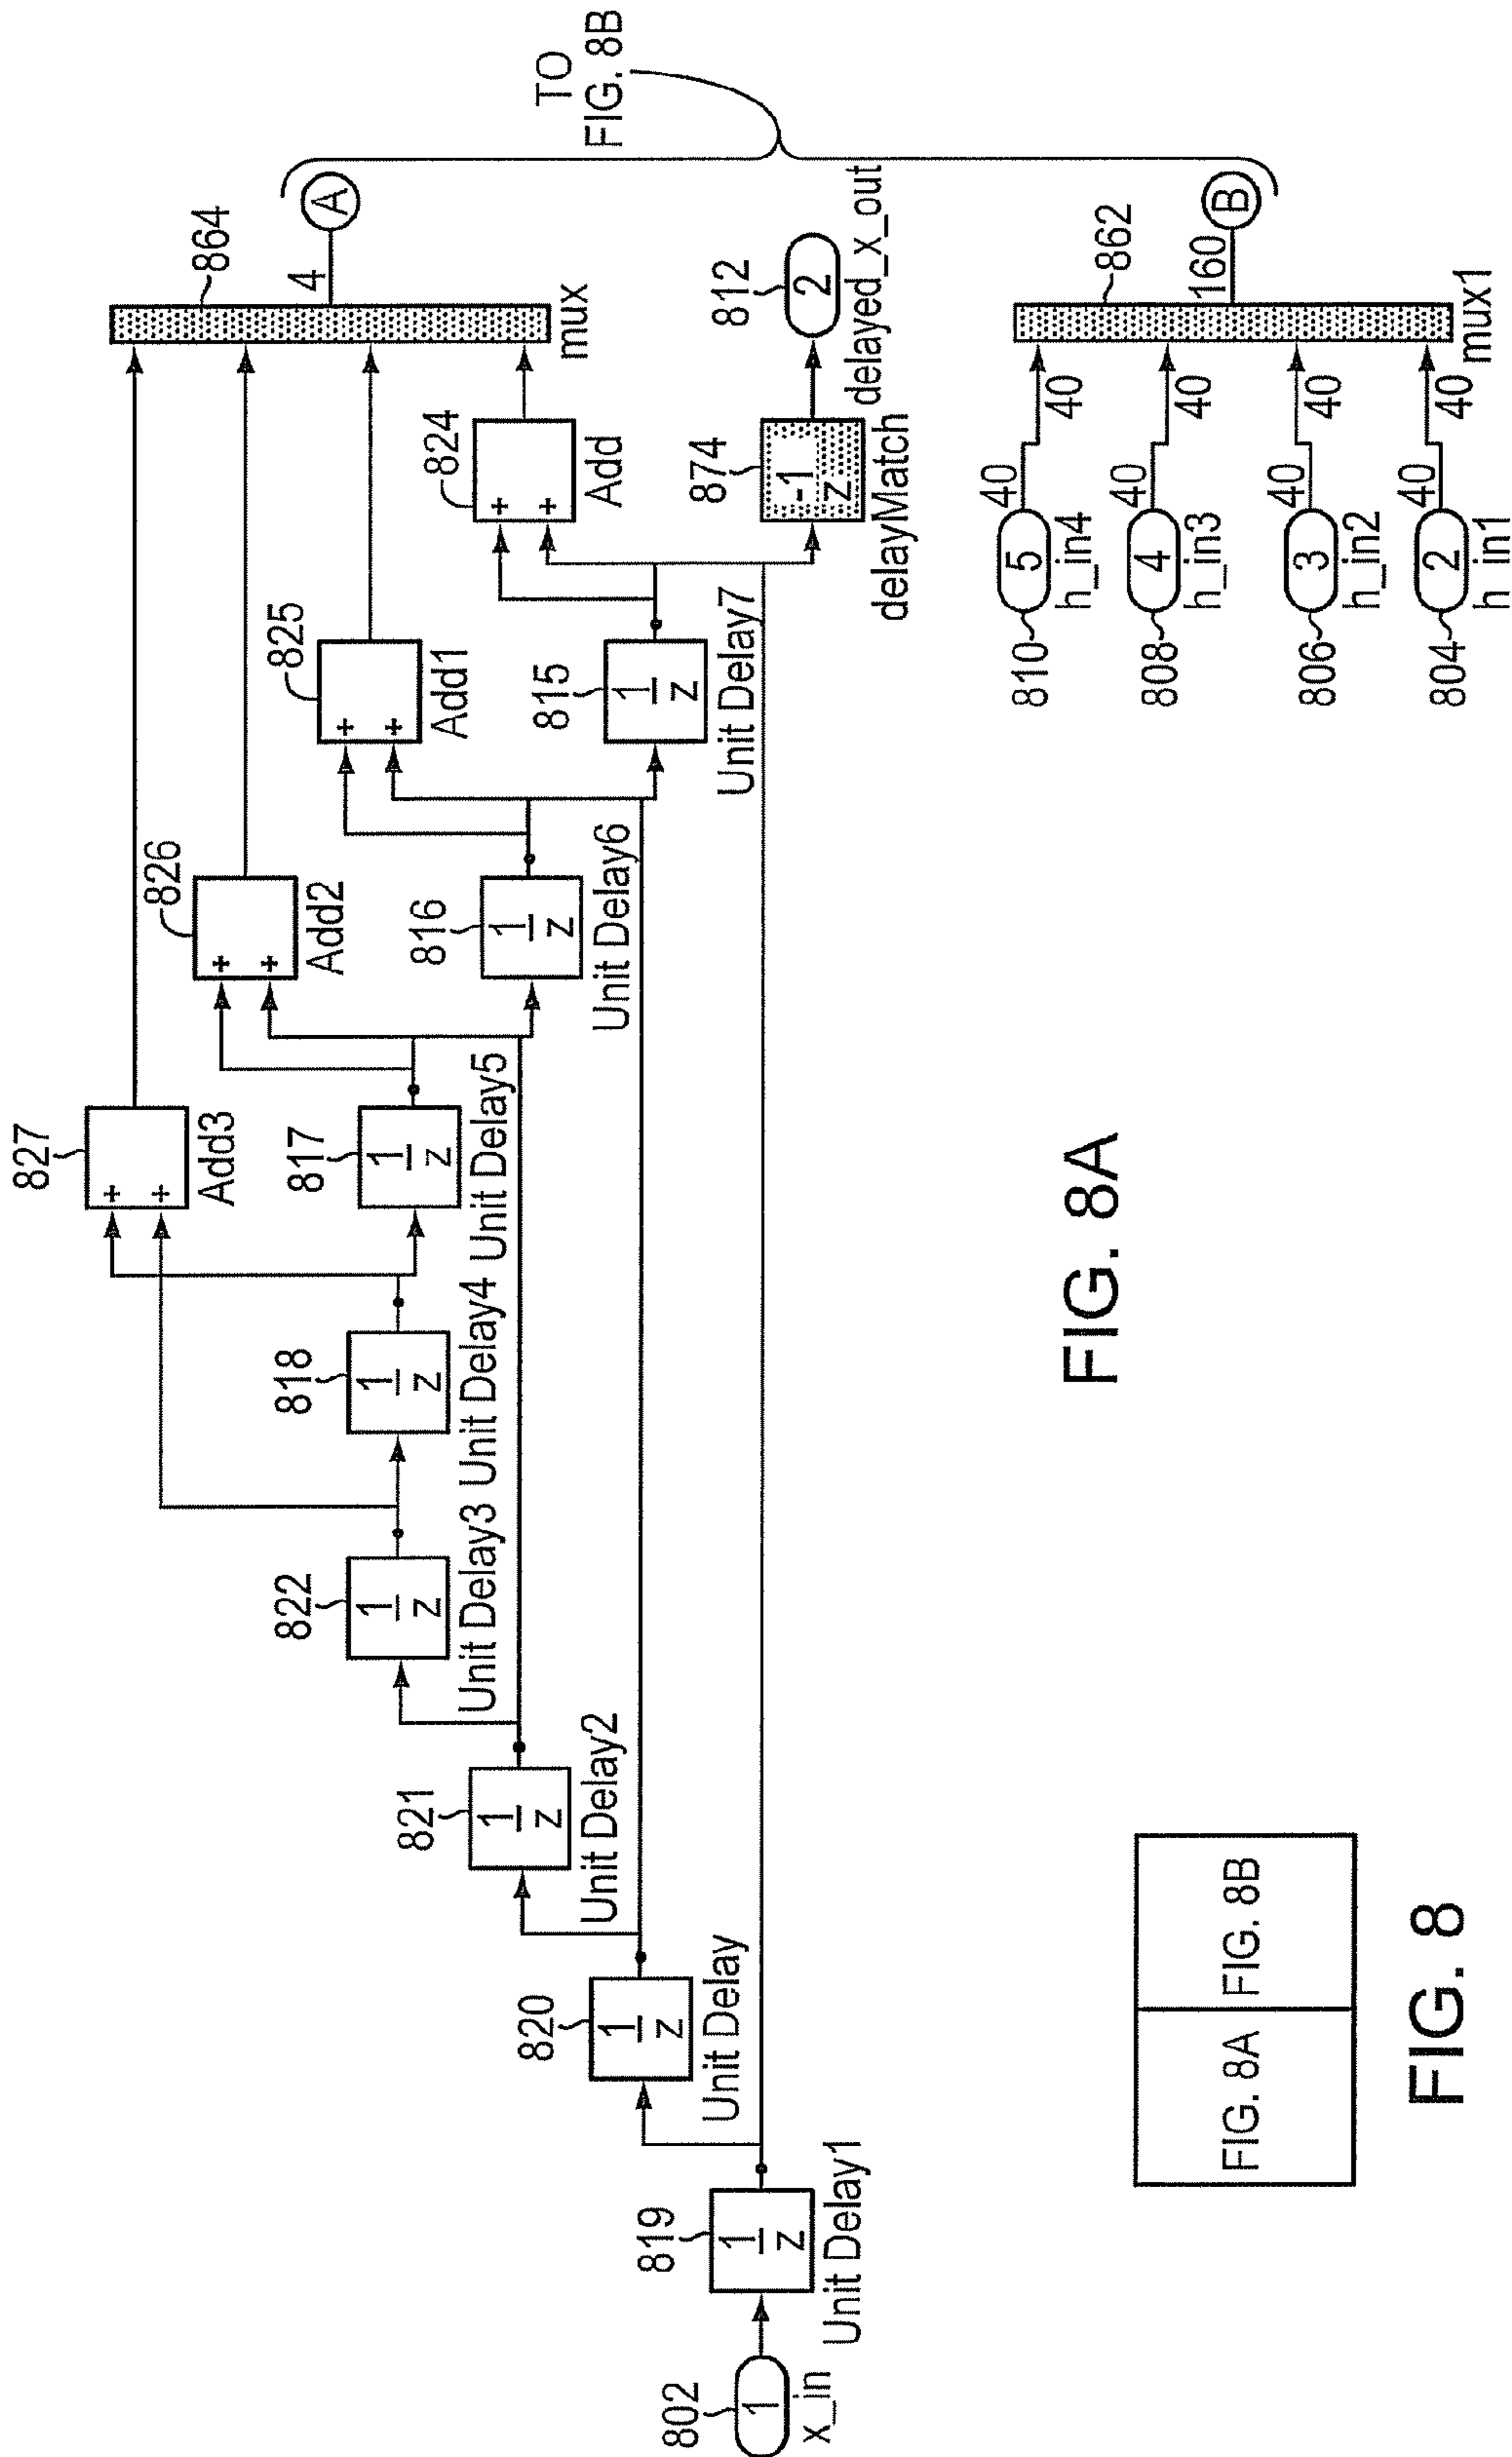 827
Add3
826
Add2
825
Add1
824
Add
864
mux
4
A
TO
FIG. 8B
822
1
z
Unit Delay3
818
1
z
Unit Delay4
817
1
z
Unit Delay5
816
1
z
Unit Delay6
815
1
z
Unit Delay7
821
1
z
Unit Delay2
820
1
z
Unit Delay
802
1
x_in
819
1
z
Unit Delay1
874
-1
z
delayMatch
812
2
delayed_x_out
810
5
h_in4
40
40
808
4
h_in3
40
40
806
3
h_in2
40
40
804
2
h_in1
40
40
862
mux1
160
B
FIG. 8A
FIG. 8A
FIG. 8B
FIG. 8
+
+
+
+
+
+
+
+